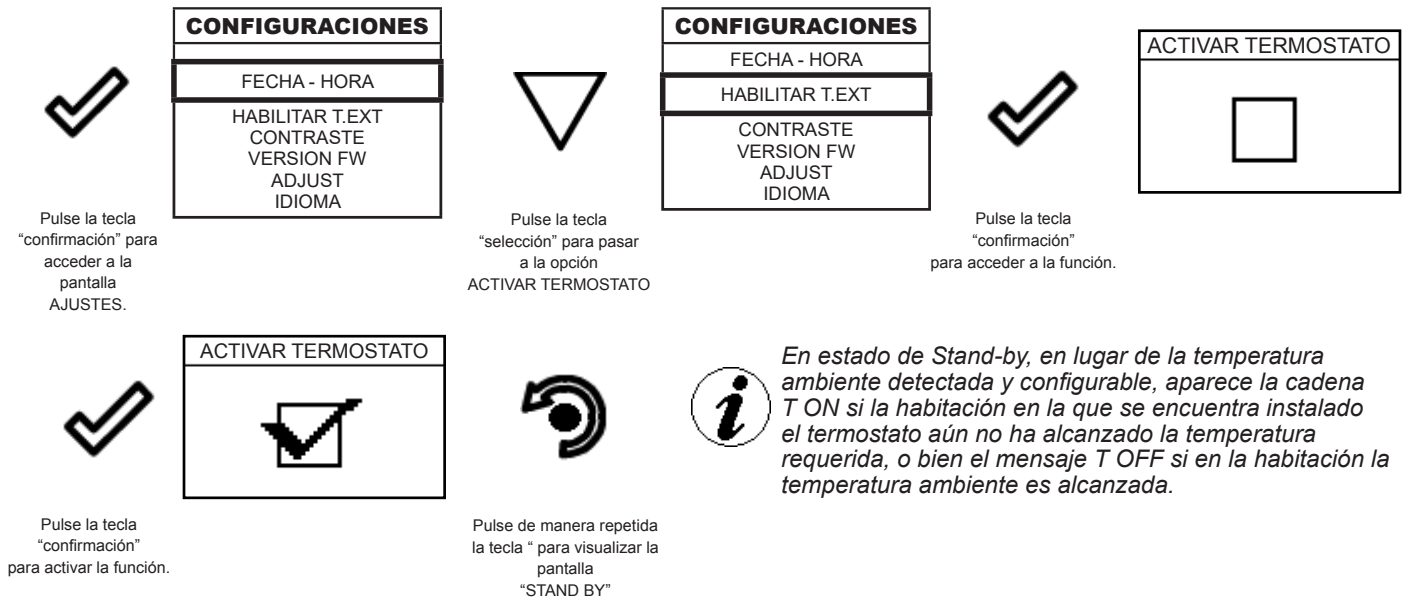 CONFIGURACIONES
FECHA - HORA
HABILITAR T.EXT
CONTRASTE
VERSION FW
ADJUST
IDIOMA
Pulse la tecla
“confirmación” para
acceder a la
pantalla
AJUSTES.
Pulse la tecla
“selección” para pasar
a la opción
ACTIVAR TERMOSTATO
CONFIGURACIONES
FECHA - HORA
HABILITAR T.EXT
CONTRASTE
VERSION FW
ADJUST
IDIOMA
Pulse la tecla
“confirmación”
para acceder a la función.
ACTIVAR TERMOSTATO
Pulse la tecla
“confirmación”
para activar la función.
ACTIVAR TERMOSTATO
Pulse de manera repetida
la tecla “ para visualizar la
pantalla
“STAND BY”
En estado de Stand-by, en lugar de la temperatura
ambiente detectada y configurable, aparece la cadena
T ON si la habitación en la que se encuentra instalado
el termostato aún no ha alcanzado la temperatura
requerida, o bien el mensaje T OFF si en la habitación la
temperatura ambiente es alcanzada.